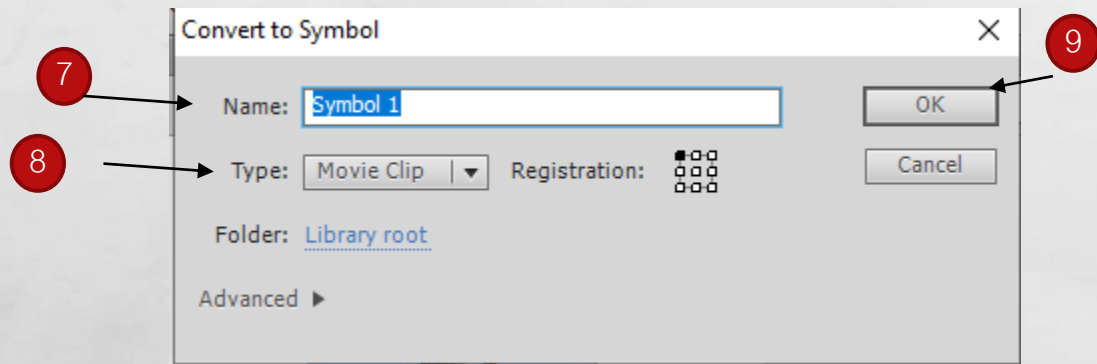 Convert to Symbol
9
7
Name: Symbol 1 OK
8
Type: Movie Clip Registration: Cancel
Folder: Library root
Advanced